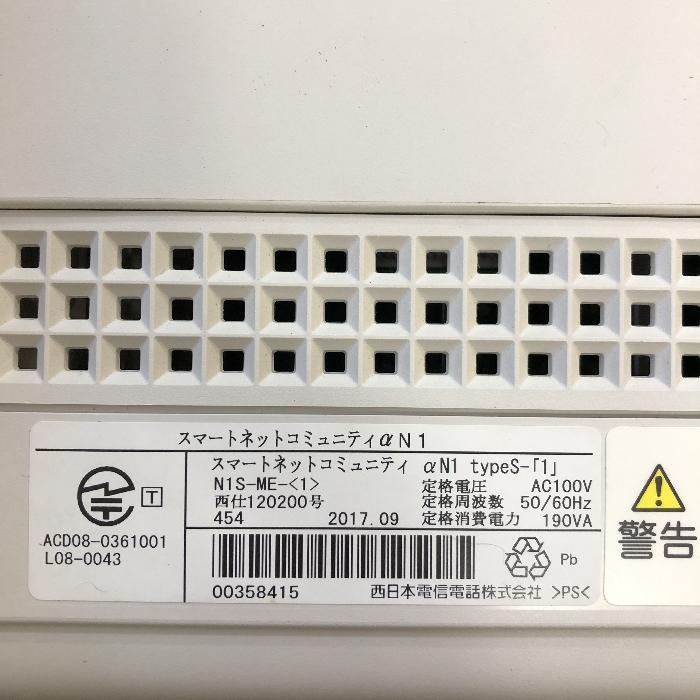 スマートネットコミュニティαN1
T
ACD08-0361001
L08-0043
スマートネットコミュニティ αN1 typeS-「1」
N1S-ME-<1>
定格電圧 AC100V
西仕120200号
定格周波数 50/60Hz
454 2017.09
定格消費電力 190VA
00358415
Pb
西日本電信電話株式会社 >PS<
警告